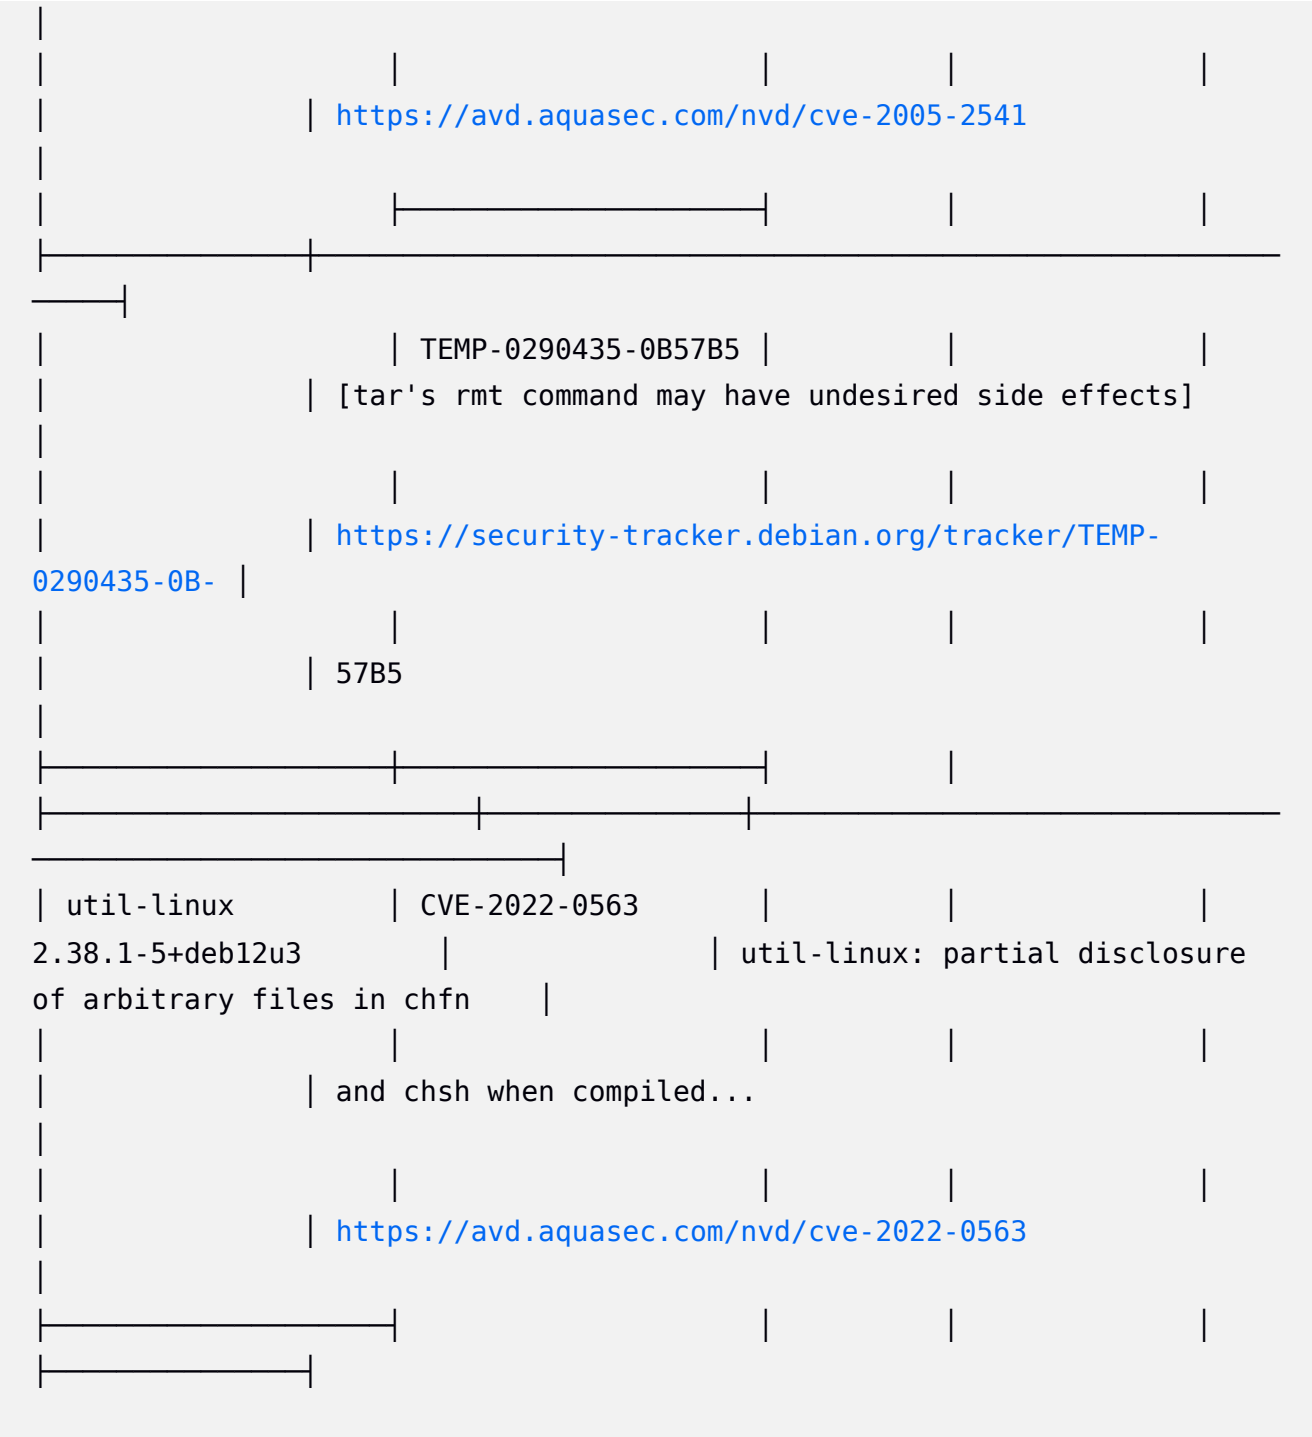 │
│ │ │ │ │
│ │ https://avd.aquasec.com/nvd/cve-2005-2541
│
│ ├─────────────────────┤ │ │
├───────────────┼─────────────────────────────────────────────────────────
─────┤
│ │ TEMP-0290435-0B57B5 │ │ │
│ │ [tar's rmt command may have undesired side effects]
│
│ │ │ │ │
│ │ https://security-tracker.debian.org/tracker/TEMP-
0290435-0B- │
│ │ │ │ │
│ │ 57B5
│
├────────────────────┼─────────────────────┤ │
├─────────────────────────┼───────────────┼───────────────────────────────
───────────────────────────────┤
│ util-linux │ CVE-2022-0563 │ │ │
2.38.1-5+deb12u3 │ │ util-linux: partial disclosure
of arbitrary files in chfn │
│ │ │ │ │
│ │ and chsh when compiled...
│
│ │ │ │ │
│ │ https://avd.aquasec.com/nvd/cve-2022-0563
│
├────────────────────┤ │ │ │
├───────────────┤